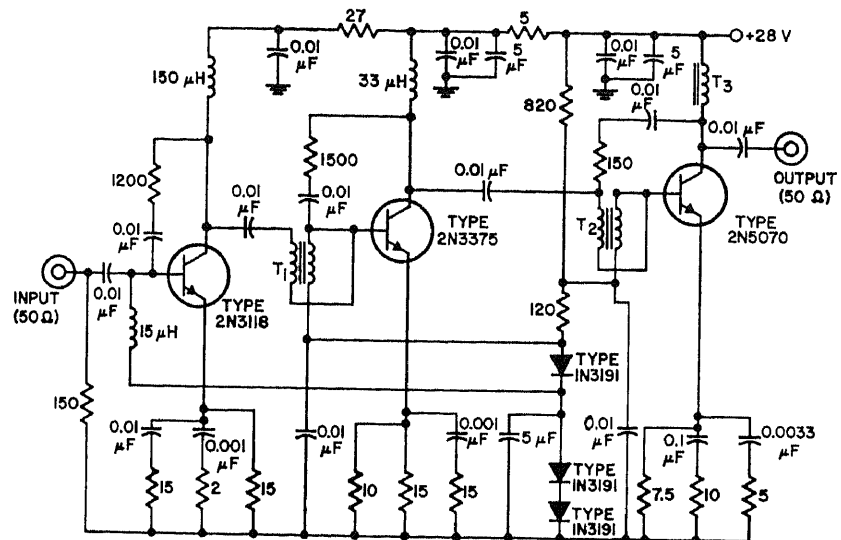 27
5
0.01
μF
0.01
μF
5
μF
0.01
μF
5
μF
+28 V
150 μH
33 μH
820
0.01
μF
T3
0.01 μF
1200
1500
150
0.01
μF
0.01
μF
0.01 μF
OUTPUT
(50 Ω)
0.01
μF
T1
TYPE
2N3375
T2
TYPE
2N5070
INPUT
(50Ω)
0.01
μF
TYPE
2N3118
15 μH
120
TYPE
1N3191
150
0.01
μF
0.001
μF
0.01
μF
0.001
μF
5 μF
0.01
μF
0.1
μF
0.0033
μF
15
2
15
10
15
15
TYPE
1N3191
TYPE
1N3191
7.5
10
5